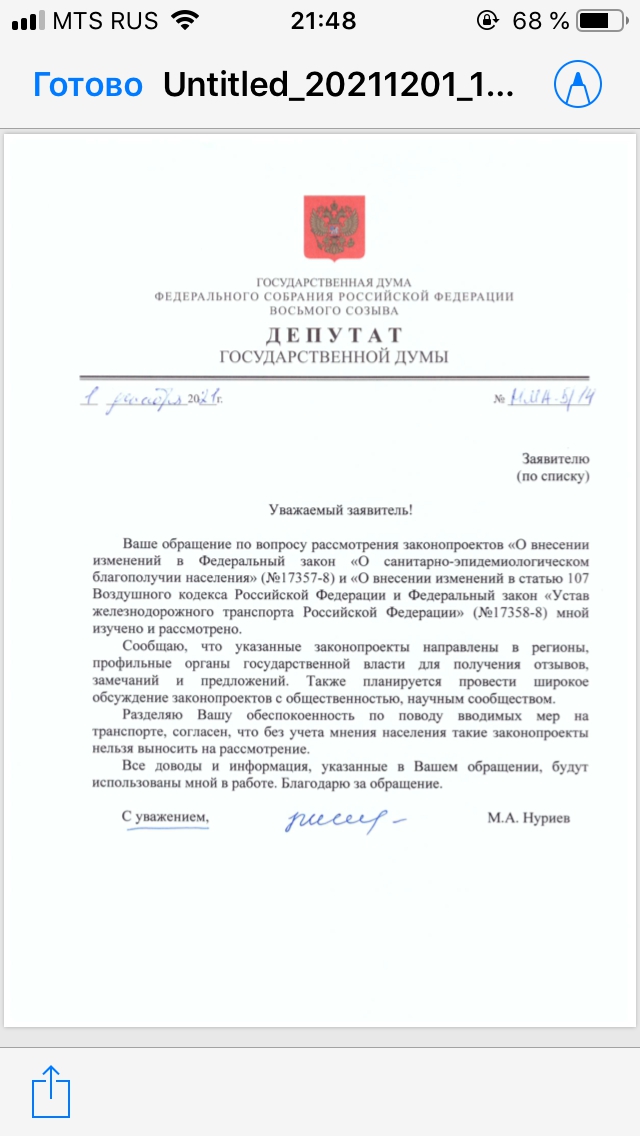 MTS RUS 21:48 68 %
Готово Untitled_20211201_1...
ГОСУДАРСТВЕННАЯ ДУМА
ФЕДЕРАЛЬНОГО СОБРАНИЯ РОССИЙСКОЙ ФЕДЕРАЦИИ
ВОСЬМОГО СОЗЫВА
ДЕПУТАТ
ГОСУДАРСТВЕННОЙ ДУМЫ
1 декабря 2021г. № НМА-5/14
Заявителю
(по списку)
Уважаемый заявитель!
Ваше обращение по вопросу рассмотрения законопроектов «О внесении
изменений в Федеральный закон «О санитарно-эпидемиологическом
благополучии населения» (№17357-8) и «О внесении изменений в статью 107
Воздушного кодекса Российской Федерации и Федеральный закон «Устав
железнодорожного транспорта Российской Федерации» (№17358-8) мной
изучено и рассмотрено.
Сообщаю, что указанные законопроекты направлены в регионы,
профильные органы государственной власти для получения отзывов,
замечаний и предложений. Также планируется провести широкое
обсуждение законопроектов с общественностью, научным сообществом.
Разделяю Вашу обеспокоенность по поводу вводимых мер на
транспорте, согласен, что без учета мнения населения такие законопроекты
нельзя выносить на рассмотрение.
Все доводы и информация, указанные в Вашем обращении, будут
использованы мной в работе. Благодарю за обращение.
С уважением, М.А. Нуриев